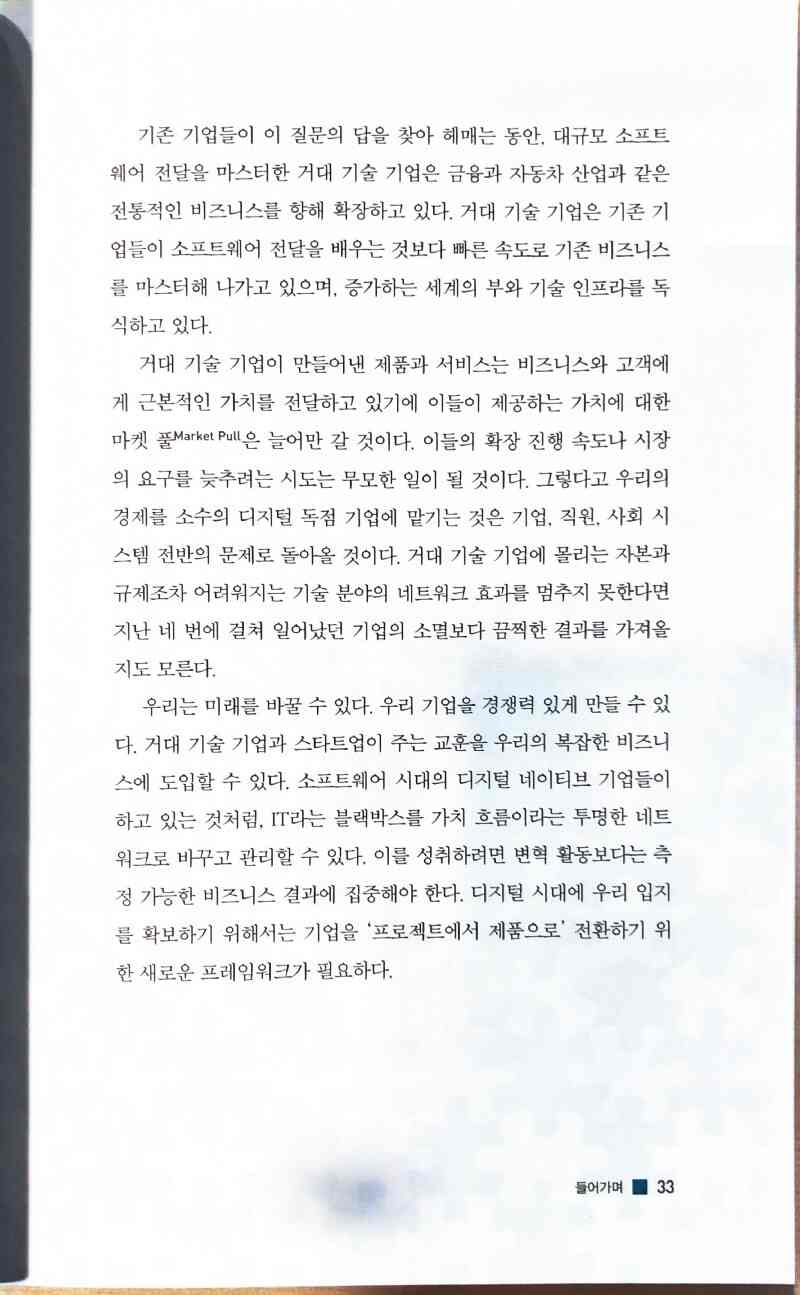 기존 기업들이 이 질문의 답을 찾아 헤매는 동안, 대규모 소프트
웨어 전달을 마스터한 거대 기술 기업은 금융과 자동차 산업과 같은
전통적인 비즈니스를 향해 확장하고 있다. 거대 기술 기업은 기존 기
업들이 소프트웨어 전달을 배우는 것보다 빠른 속도로 기존 비즈니스
를 마스터해 나가고 있으며, 증가하는 세계의 부와 기술 인프라를 독
식하고 있다.
거대 기술 기업이 만들어낸 제품과 서비스는 비즈니스와 고객에
게 근본적인 가치를 전달하고 있기에 이들이 제공하는 가치에 대한
마켓 풀Market Pull은 늘어만 갈 것이다. 이들의 확장 진행 속도나 시장
의 요구를 늦추려는 시도는 무모한 일이 될 것이다. 그렇다고 우리의
경제를 소수의 디지털 독점 기업에 맡기는 것은 기업, 직원, 사회 시
스템 전반의 문제로 돌아올 것이다. 거대 기술 기업에 몰리는 자본과
규제조차 어려워지는 기술 분야의 네트워크 효과를 멈추지 못한다면
지난 네 번에 걸쳐 일어났던 기업의 소멸보다 끔찍한 결과를 가져올
지도 모른다.
우리는 미래를 바꿀 수 있다. 우리 기업을 경쟁력 있게 만들 수 있
다. 거대 기술 기업과 스타트업이 주는 교훈을 우리의 복잡한 비즈니
스에 도입할 수 있다. 소프트웨어 시대의 디지털 네이티브 기업들이
하고 있는 것처럼, IT라는 블랙박스를 가치 흐름이라는 투명한 네트
워크로 바꾸고 관리할 수 있다. 이를 성취하려면 변혁 활동보다는 측
정 가능한 비즈니스 결과에 집중해야 한다. 디지털 시대에 우리 입지
를 확보하기 위해서는 기업을 ‘프로젝트에서 제품으로’ 전환하기 위
한 새로운 프레임워크가 필요하다.
들어가며 33